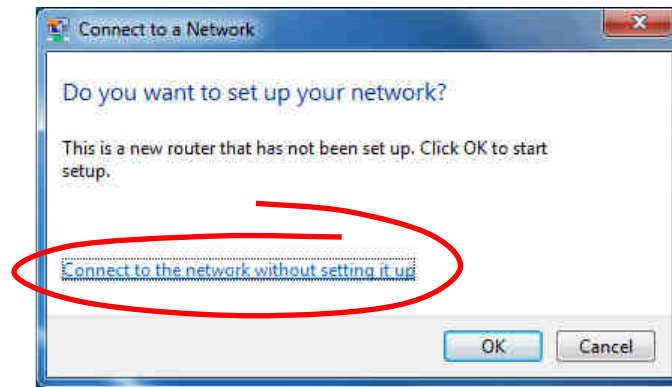 Connect to a Network
Do you want to set up your network?
This is a new router that has not been set up. Click OK to start
setup.
Connect to the network without setting it up
OK Cancel